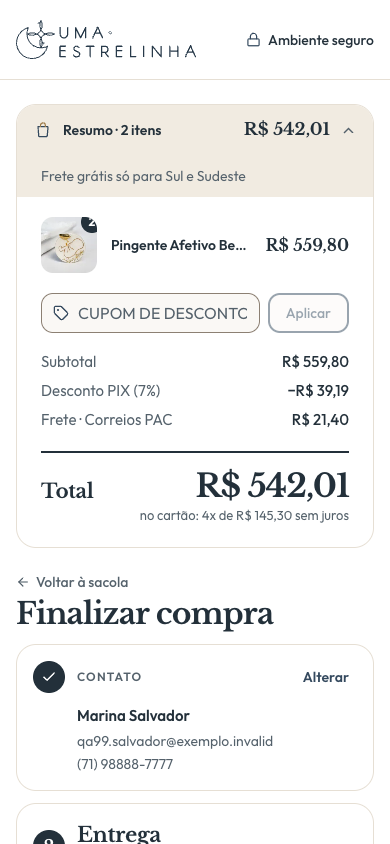 UMA
ESTRELINHA
Ambiente seguro
Resumo · 2 itens
R$ 542,01
Frete grátis só para Sul e Sudeste
2
Pingente Afetivo Be...
R$ 559,80
CUPOM DE DESCONTO
Aplicar
Subtotal
R$ 559,80
Desconto PIX (7%)
−R$ 39,19
Frete · Correios PAC
R$ 21,40
Total
R$ 542,01
no cartão: 4x de R$ 145,30 sem juros
Voltar à sacola
Finalizar compra
CONTATO
Alterar
Marina Salvador
qa99.salvador@exemplo.invalid
(71) 98888-7777
Entrega